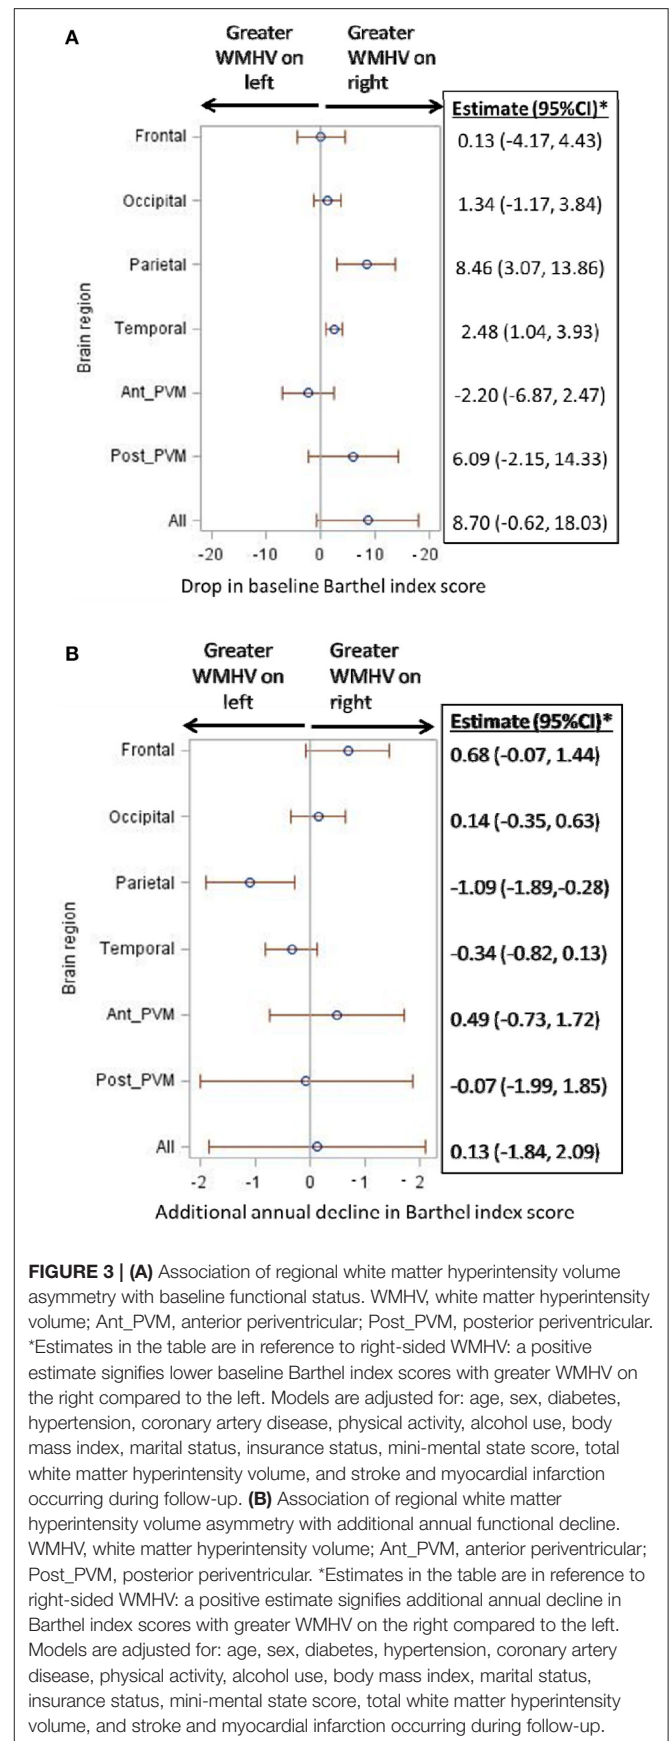 A
Greater
WMHV on
left
Greater
WMHV on
right
Estimate (95%CI)*
Frontal
0.13 (-4.17, 4.43)
Occipital
1.34 (-1.17, 3.84)
Parietal
8.46 (3.07, 13.86)
Temporal
2.48 (1.04, 3.93)
Ant_PVM
-2.20 (-6.87, 2.47)
Post_PVM
6.09 (-2.15, 14.33)
All
8.70 (-0.62, 18.03)
Brain region
-20 -10 0 -10 -20
Drop in baseline Barthel index score
B
Greater
WMHV on
left
Greater
WMHV on
right
Estimate (95%CI)*
Frontal
0.68 (-0.07, 1.44)
Occipital
0.14 (-0.35, 0.63)
Parietal
-1.09 (-1.89,-0.28)
Temporal
-0.34 (-0.82, 0.13)
Ant_PVM
0.49 (-0.73, 1.72)
Post_PVM
-0.07 (-1.99, 1.85)
All
0.13 (-1.84, 2.09)
Brain region
-2 -1 0 -1 -2
Additional annual decline in Barthel index score
FIGURE 3 | (A) Association of regional white matter hyperintensity volume
asymmetry with baseline functional status. WMHV, white matter hyperintensity
volume; Ant_PVM, anterior periventricular; Post_PVM, posterior periventricular.
*Estimates in the table are in reference to right-sided WMHV: a positive
estimate signifies lower baseline Barthel index scores with greater WMHV on
the right compared to the left. Models are adjusted for: age, sex, diabetes,
hypertension, coronary artery disease, physical activity, alcohol use, body
mass index, marital status, insurance status, mini-mental state score, total
white matter hyperintensity volume, and stroke and myocardial infarction
occurring during follow-up. (B) Association of regional white matter
hyperintensity volume asymmetry with additional annual functional decline.
WMHV, white matter hyperintensity volume; Ant_PVM, anterior periventricular;
Post_PVM, posterior periventricular. *Estimates in the table are in reference to
right-sided WMHV: a positive estimate signifies additional annual decline in
Barthel index scores with greater WMHV on the right compared to the left.
Models are adjusted for: age, sex, diabetes, hypertension, coronary artery
disease, physical activity, alcohol use, body mass index, marital status,
insurance status, mini-mental state score, total white matter hyperintensity
volume, and stroke and myocardial infarction occurring during follow-up.